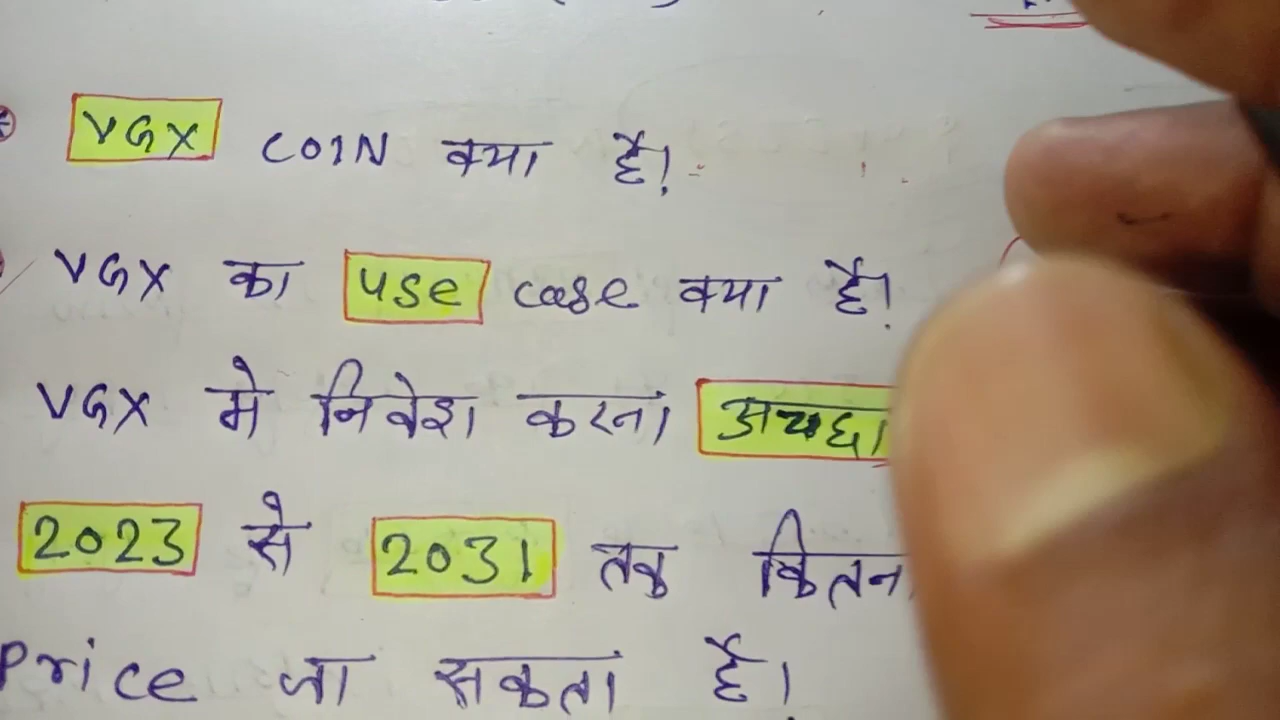 VGX COIN क्या है।
VGX का use case क्या है।
VGX मे निवेश करना अच्छा
2023 से 2031 तक
Price जा सकता है।